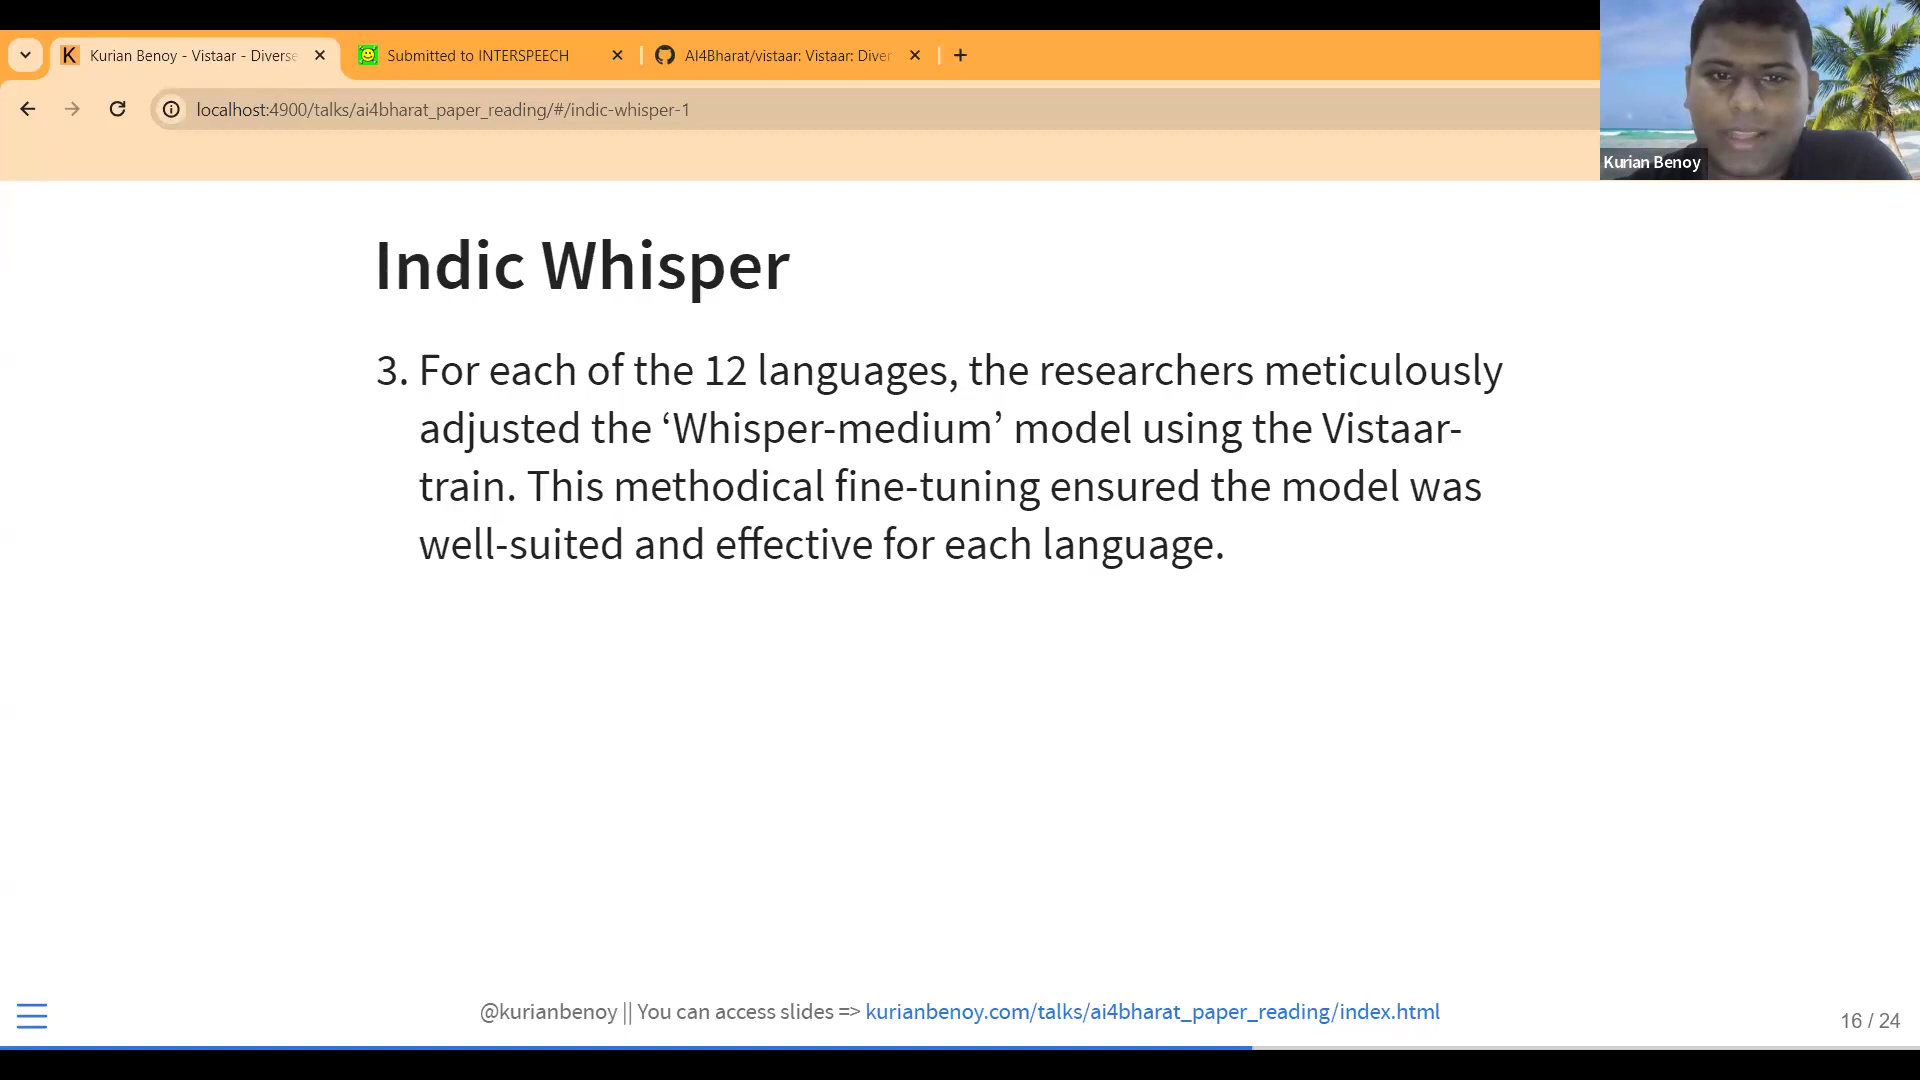 Kurian Benoy - Vistaar - Diverse
Submitted to INTERSPEECH
AI4Bharat/vistaar: Vistaar: Diver
localhost:4900/talks/ai4bharat_paper_reading/#/indic-whisper-1
Kurian Benoy
Indic Whisper
3. For each of the 12 languages, the researchers meticulously
adjusted the ‘Whisper-medium’ model using the Vistaar-
train. This methodical fine-tuning ensured the model was
well-suited and effective for each language.
@kurianbenoy || You can access slides => kurianbenoy.com/talks/ai4bharat_paper_reading/index.html
16 / 24